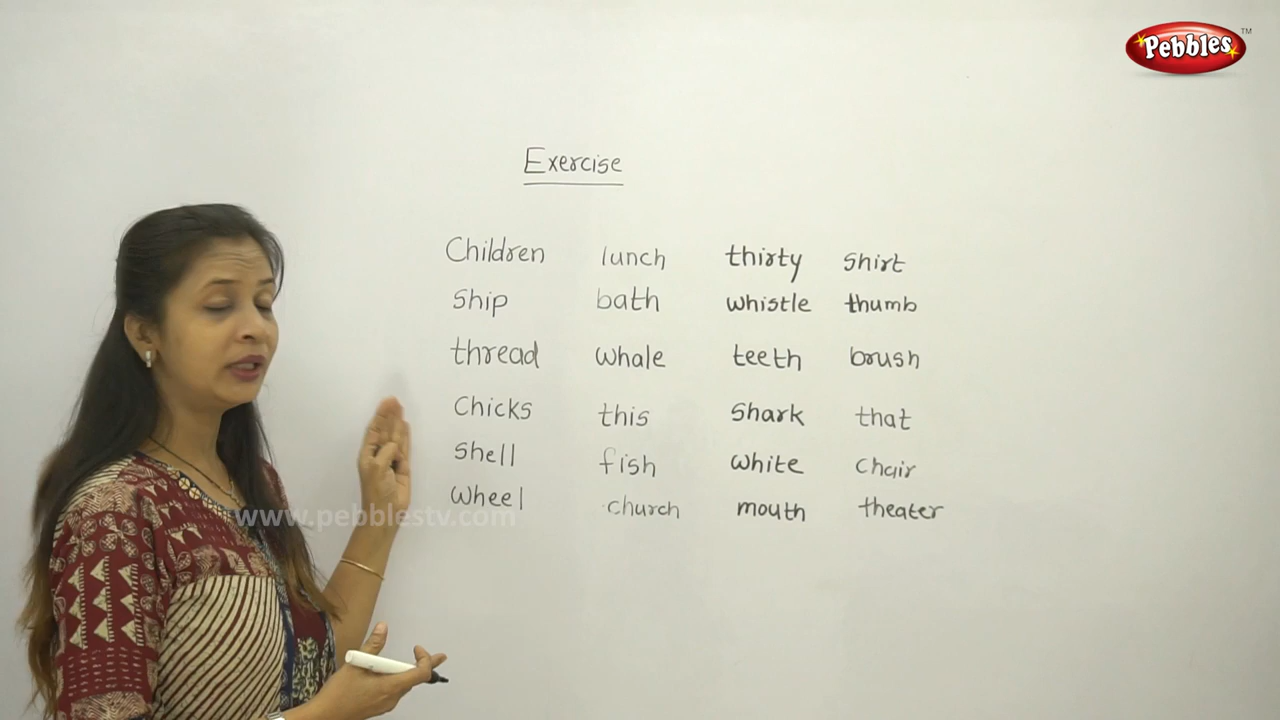 Pebbles™
Exercise
Children lunch thirty shirt
Ship bath whistle thumb
thread whale teeth brush
Chicks this shark that
shell fish white chair
wheel church mouth theater
www.pebblestv.com